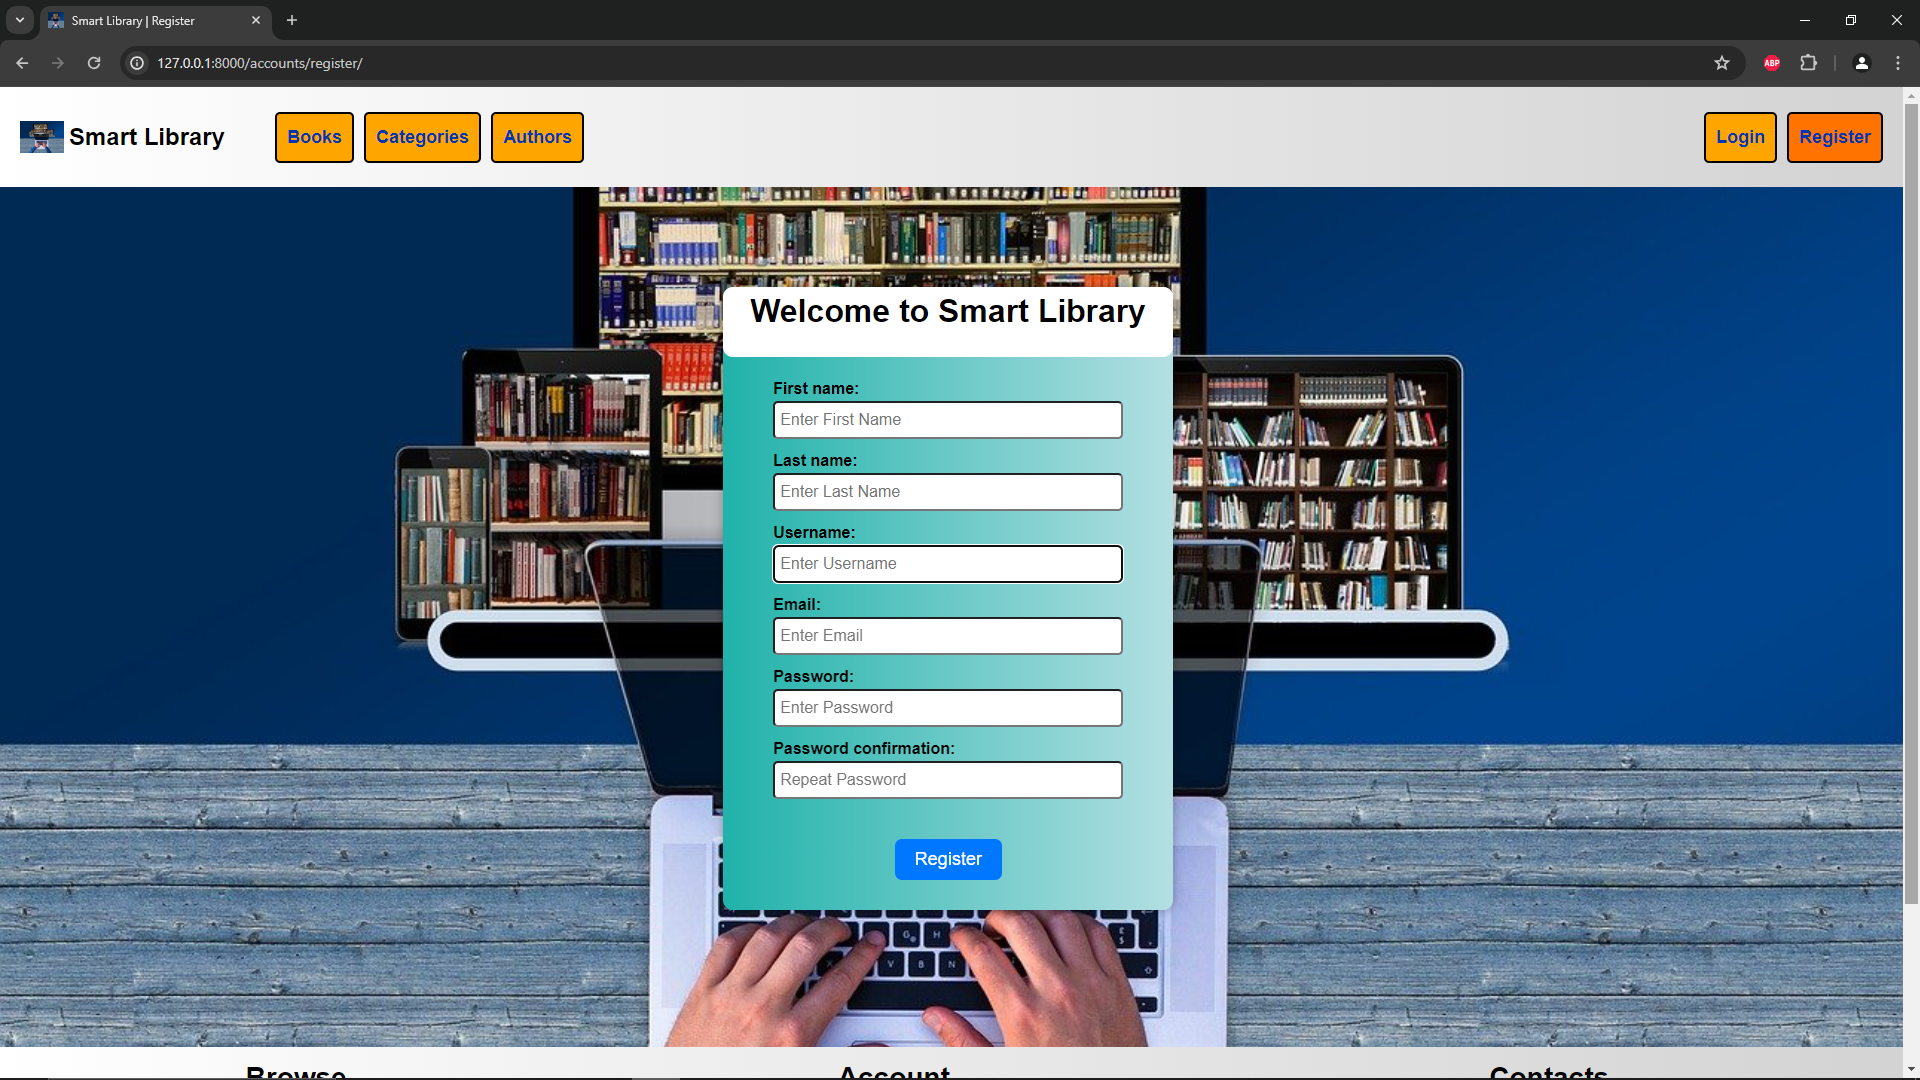 Smart Library | Register
127.0.0.1:8000/accounts/register/
ABP
Smart Library
Books
Categories
Authors
Login
Register
Welcome to Smart Library
First name:
Enter First Name
Last name:
Enter Last Name
Username:
Enter Username
Email:
Enter Email
Password:
Enter Password
Password confirmation:
Repeat Password
Register
G H
V B N
Browse
Account
Contacts